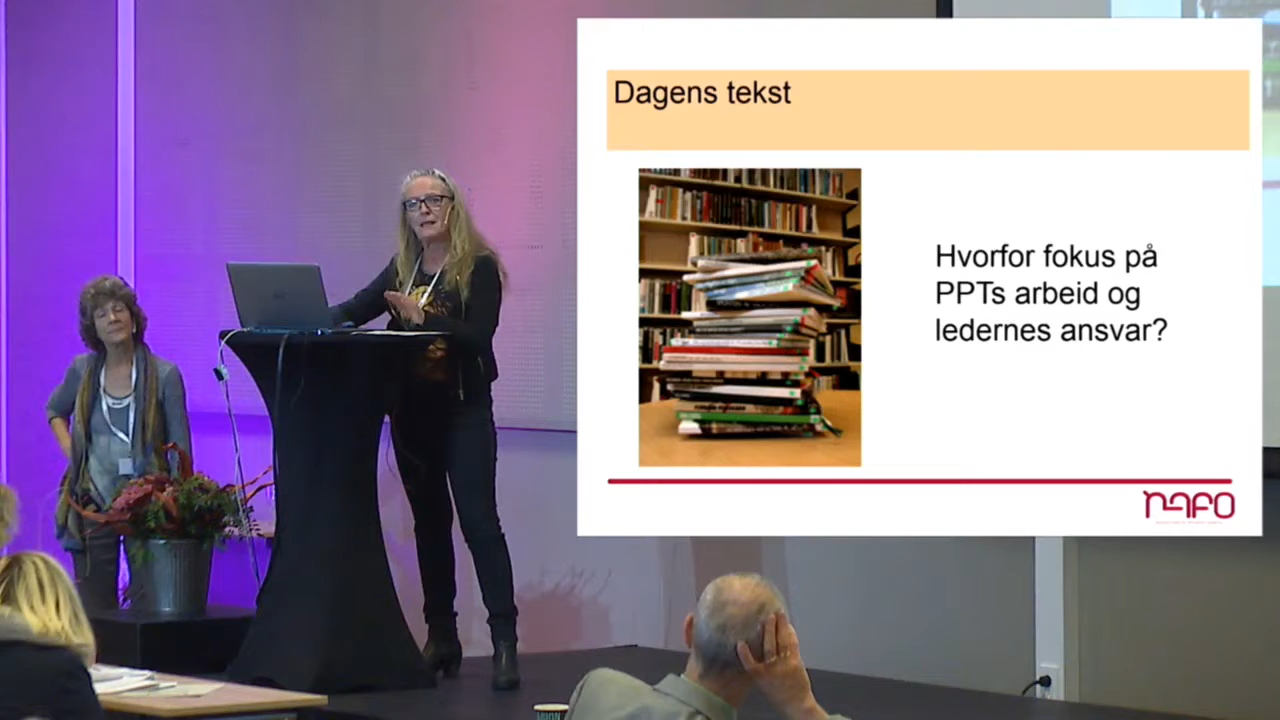 Dagens tekst
Hvorfor fokus på
PPTs arbeid og
ledernes ansvar?
NAFO